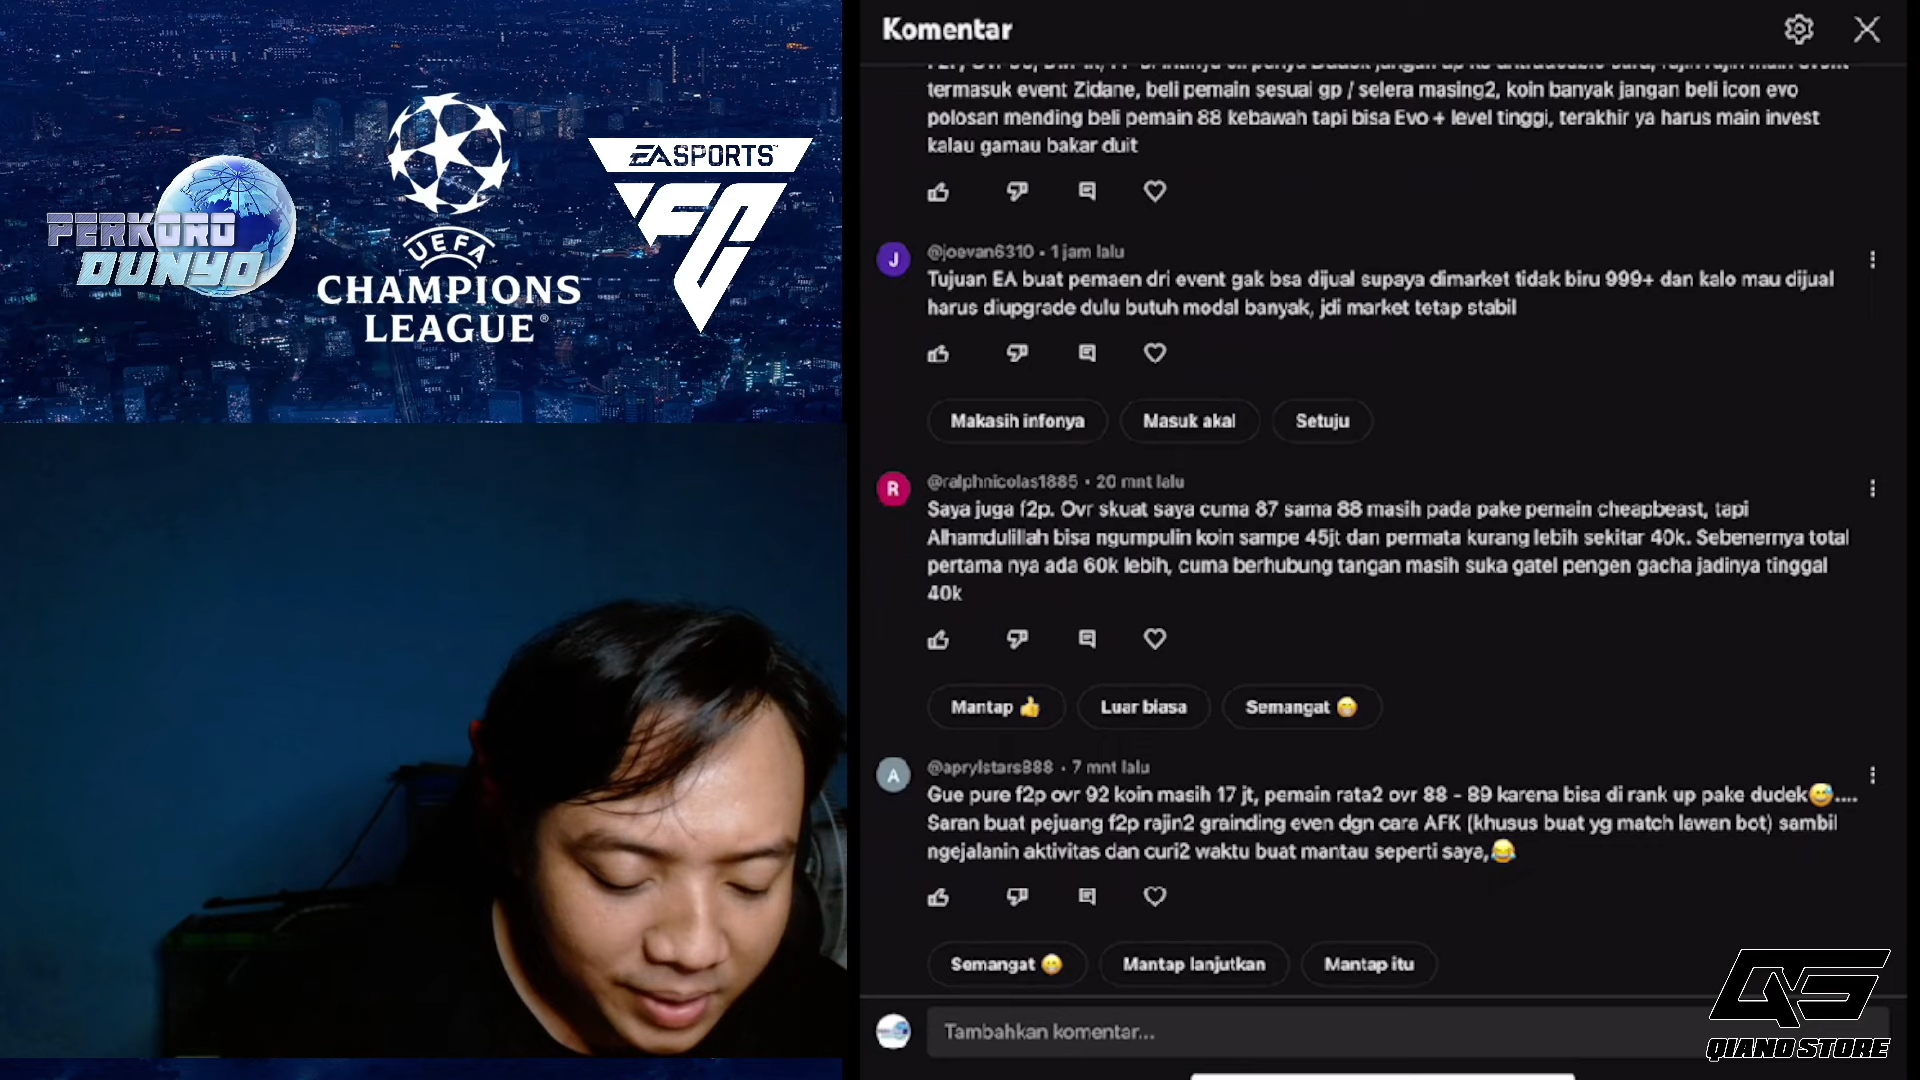 PERKORO
DUNYO
UEFA
CHAMPIONS
LEAGUE®
EA SPORTS
FC
Komentar
termasuk event Zidane, beli pemain sesuai gp / selera masing2, koin banyak jangan beli icon evo
polosan mending beli pemain 88 kebawah tapi bisa Evo + level tinggi, terakhir ya harus main invest
kalau gamau bakar duit
J
@joevan6310 • 1 jam lalu
Tujuan EA buat pemaen dri event gak bsa dijual supaya dimarket tidak biru 999+ dan kalo mau dijual
harus diupgrade dulu butuh modal banyak, jdi market tetap stabil
Makasih infonya
Masuk akal
Setuju
R
@ralphnicolas1885 • 20 mnt lalu
Saya juga f2p. Ovr skuat saya cuma 87 sama 88 masih pada pake pemain cheapbeast, tapi
Alhamdulillah bisa ngumpulin koin sampe 45jt dan permata kurang lebih sekitar 40k. Sebenernya total
pertama nya ada 60k lebih, cuma berhubung tangan masih suka gatel pengen gacha jadinya tinggal
40k
Mantap 👍
Luar biasa
Semangat 😁
A
@aprylstars888 • 7 mnt lalu
Gue pure f2p ovr 92 koin masih 17 jt, pemain rata2 ovr 88 - 89 karena bisa di rank up pake dudek😅....
Saran buat pejuang f2p rajin2 grainding even dgn cara AFK (khusus buat yg match lawan bot) sambil
ngejalanin aktivitas dan curi2 waktu buat mantau seperti saya,😂
Semangat 😁
Mantap lanjutkan
Mantap itu
Tambahkan komentar...
QS
QIANO STORE